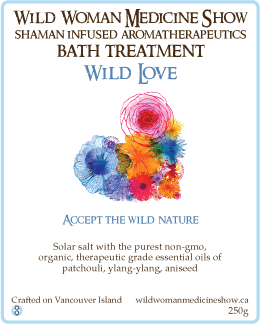 Wild Woman Medicine Show
shaman infused aromatherapeutics
BATH TREATMENT
Wild Love
Accept the wild nature
Solar salt with the purest non-gmo,
organic, therapeutic grade essential oils of
patchouli, ylang-ylang, aniseed
Crafted on Vancouver Island wildwomanmedicineshow.ca
250g